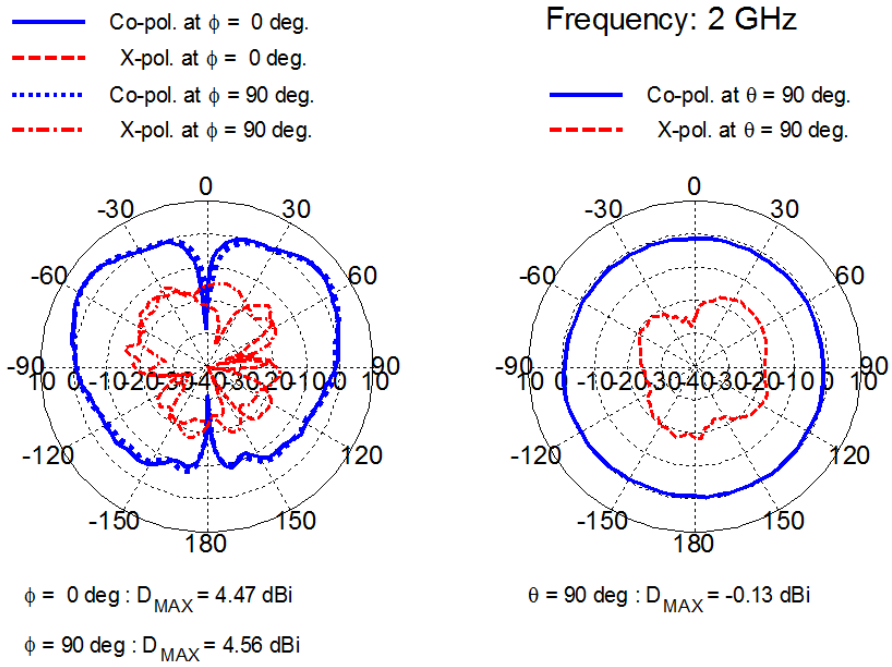 Co-pol. at ϕ = 0 deg.
X-pol. at ϕ = 0 deg.
Co-pol. at ϕ = 90 deg.
X-pol. at ϕ = 90 deg.
Frequency: 2 GHz
Co-pol. at θ = 90 deg.
X-pol. at θ = 90 deg.
0
-30 30
-60 60
-90 90
10 0 -10 -20 -30 -40 -30 -20 -10 0 10
-120 120
-150 150
180
0
-30 30
-60 60
-90 90
10 0 -10 -20 -30 -40 -30 -20 -10 0 10
-120 120
-150 150
180
ϕ = 0 deg : D_MAX = 4.47 dBi
ϕ = 90 deg : D_MAX = 4.56 dBi
θ = 90 deg : D_MAX = -0.13 dBi